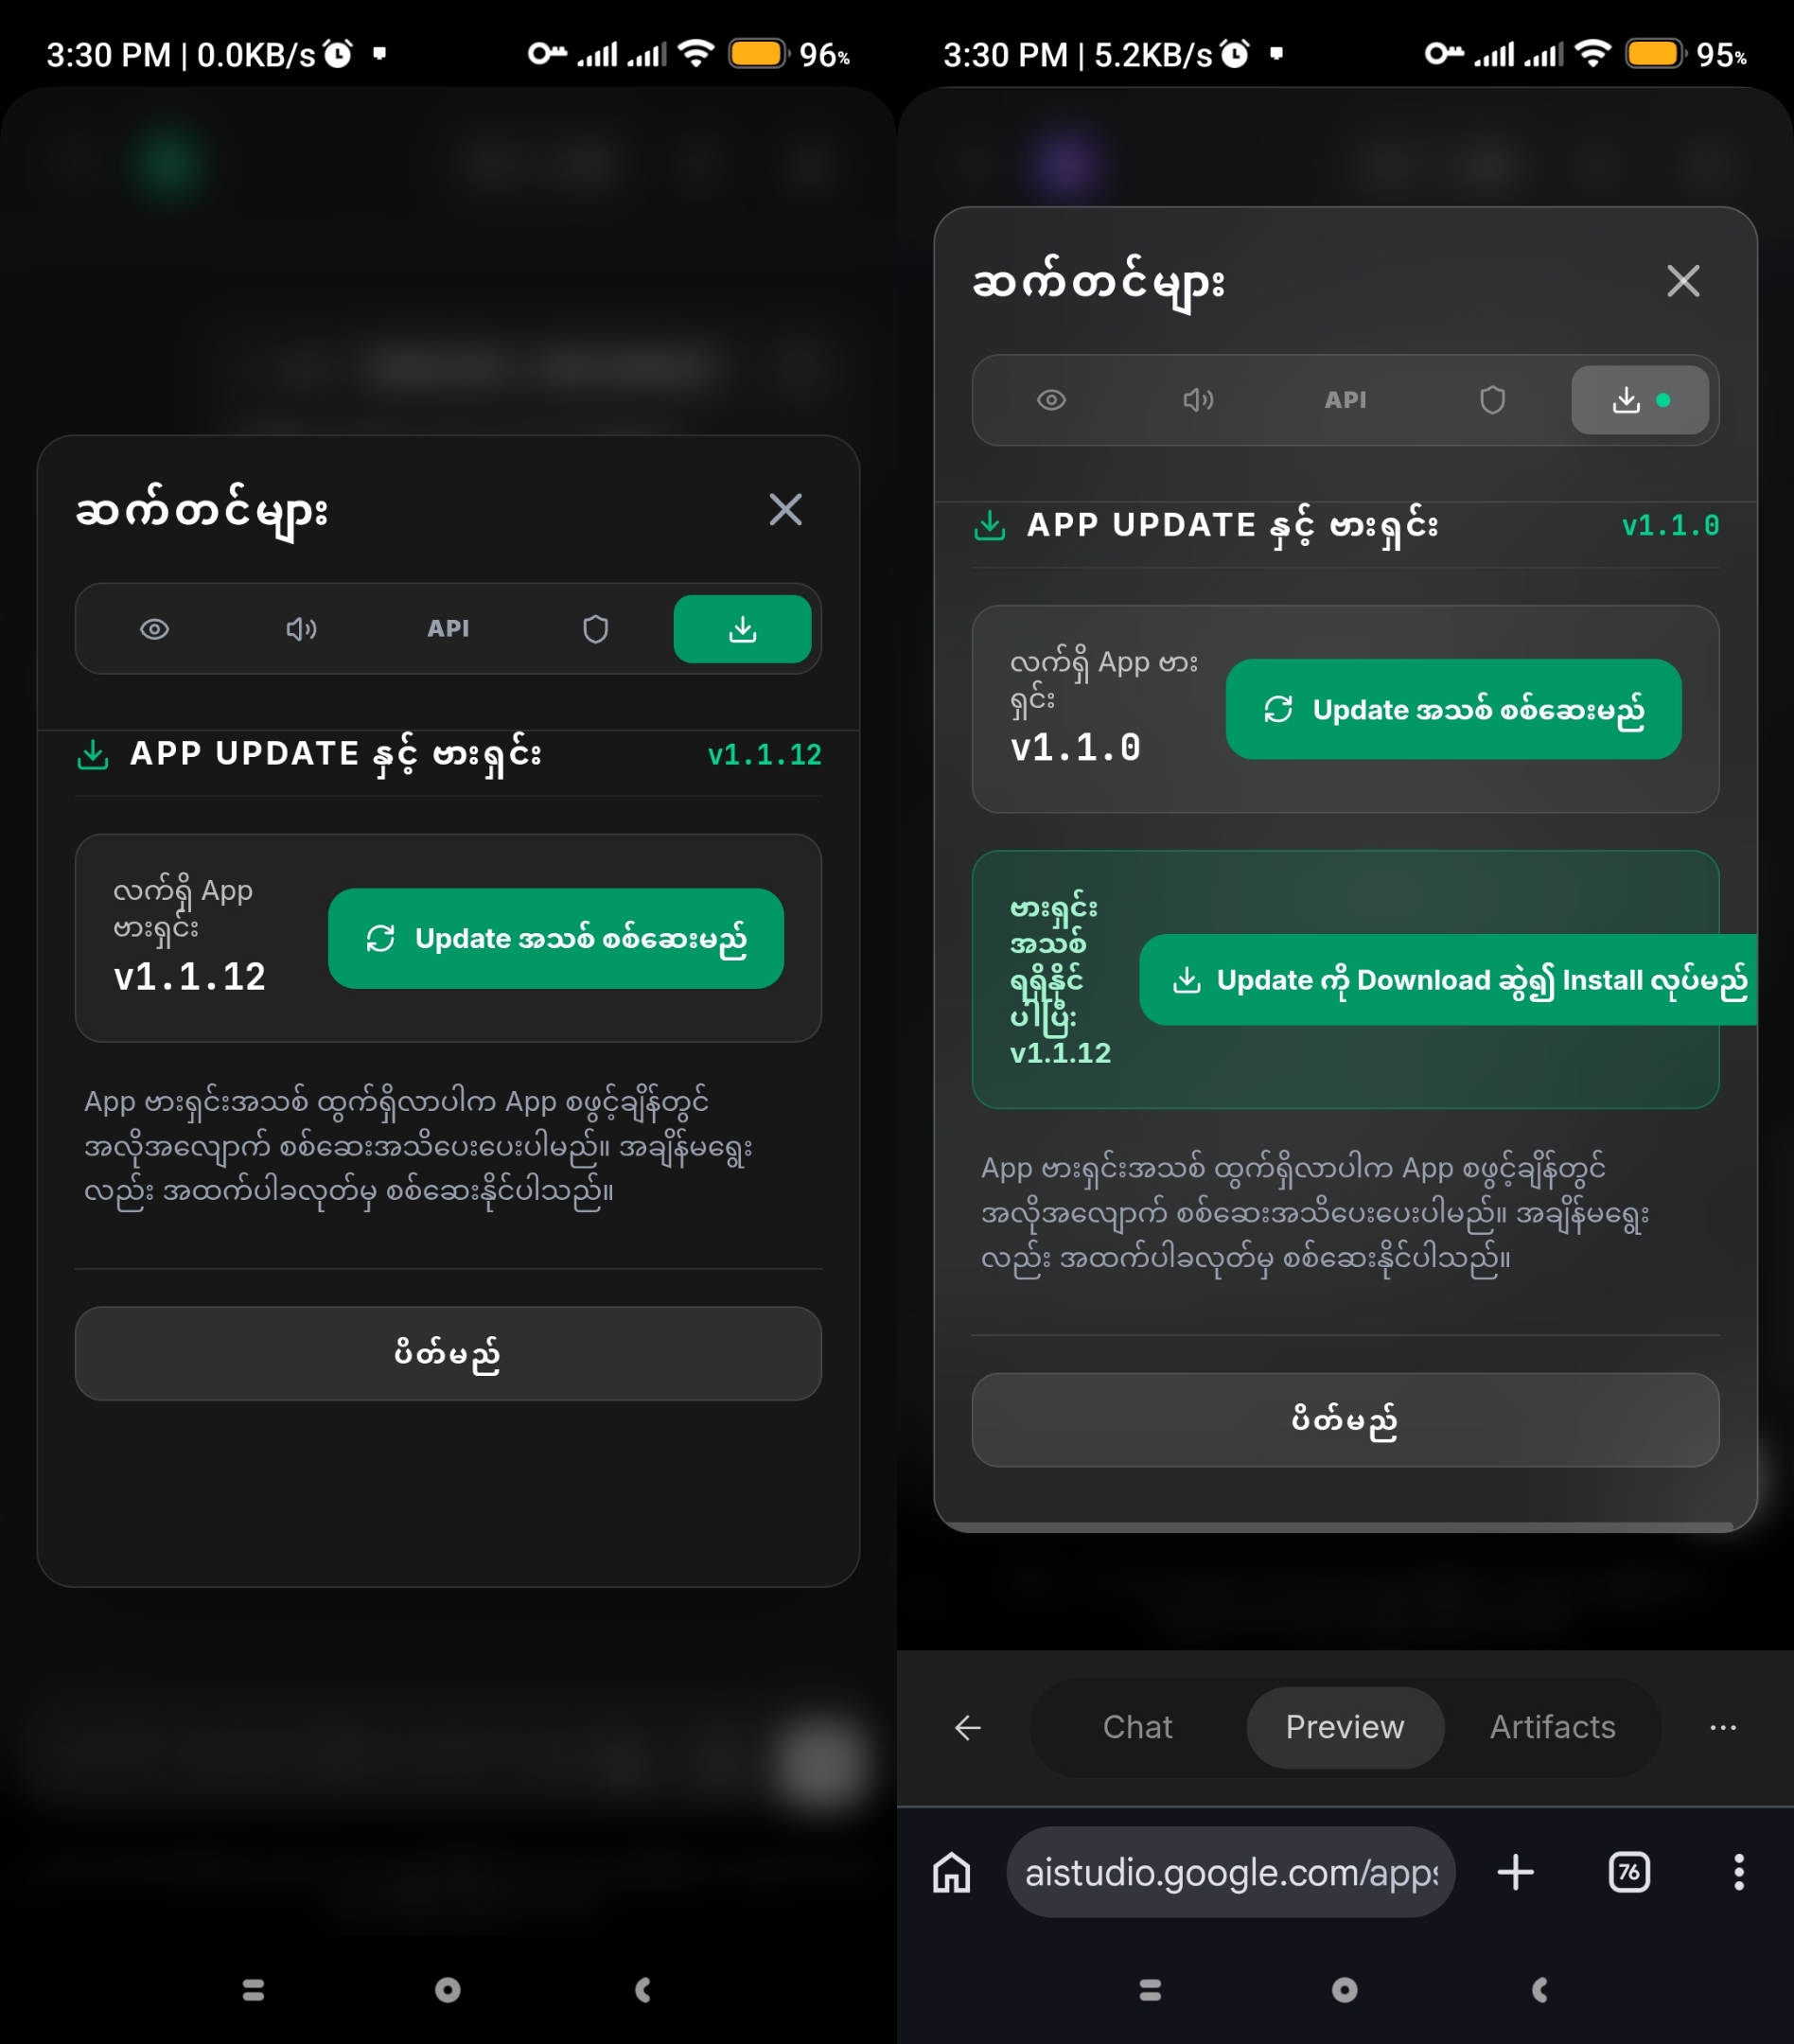 3:30 PM | 0.0KB/s
96%
ဆက်တင်များ
API
APP UPDATE နှင့် ဗားရှင်း
v1.1.12
လက်ရှိ App
ဗားရှင်း
v1.1.12
Update အသစ် စစ်ဆေးမည်
App ဗားရှင်းအသစ် ထွက်ရှိလာပါက App စဖွင့်ချိန်တွင်
အလိုအလျောက် စစ်ဆေးအသိပေးပေးပါမည်။ အချိန်မရွေး
လည်း အထက်ပါခလုတ်မှ စစ်ဆေးနိုင်ပါသည်။
ပိတ်မည်
3:30 PM | 5.2KB/s
95%
ဆက်တင်များ
API
APP UPDATE နှင့် ဗားရှင်း
v1.1.0
လက်ရှိ App ဗား
ရှင်း
v1.1.0
Update အသစ် စစ်ဆေးမည်
ဗားရှင်း
အသစ်
ရရှိနိုင်
ပါပြီ:
v1.1.12
Update ကို Download ဆွဲ၍ Install လုပ်မည်
App ဗားရှင်းအသစ် ထွက်ရှိလာပါက App စဖွင့်ချိန်တွင်
အလိုအလျောက် စစ်ဆေးအသိပေးပေးပါမည်။ အချိန်မရွေး
လည်း အထက်ပါခလုတ်မှ စစ်ဆေးနိုင်ပါသည်။
ပိတ်မည်
Chat
Preview
Artifacts
aistudio.google.com/apps
76